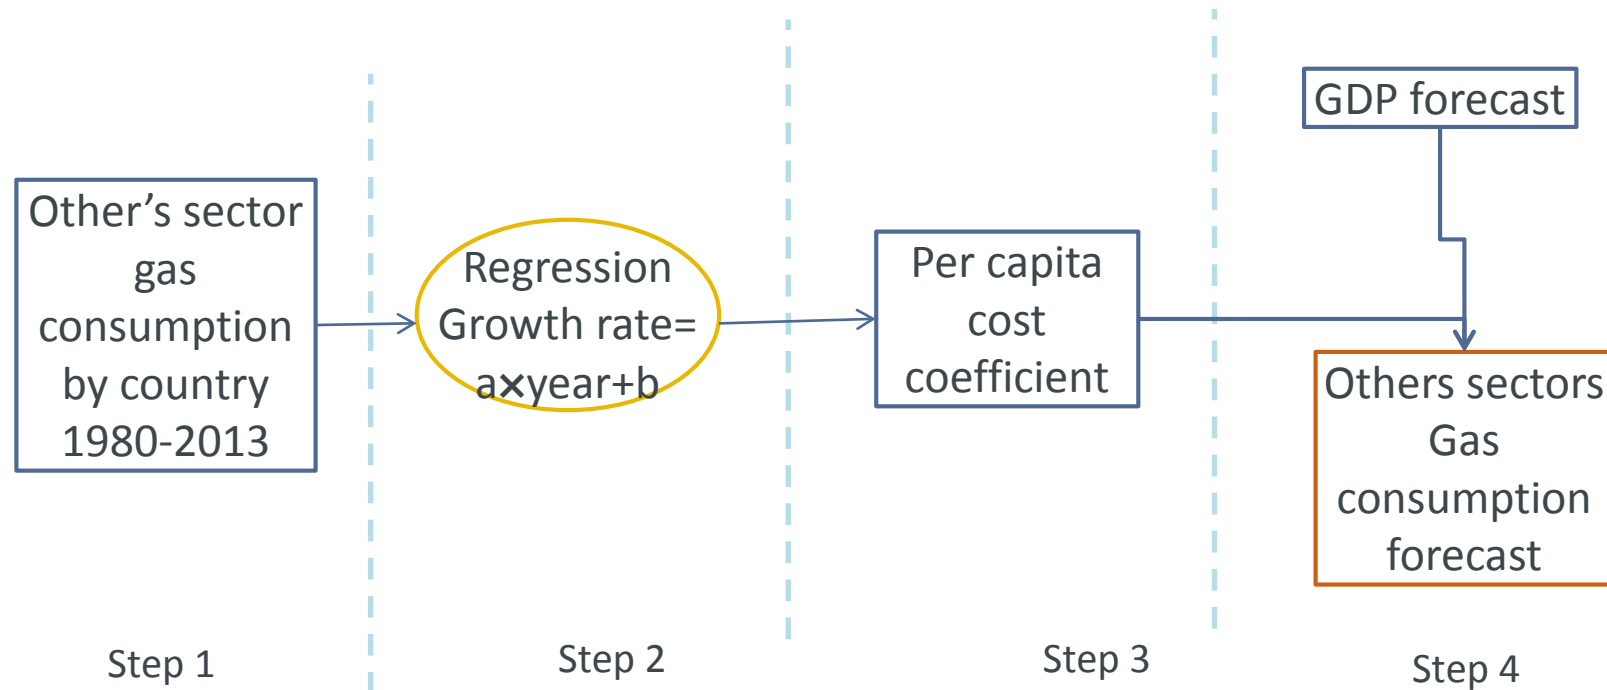 Other’s sector
gas
consumption
by country
1980-2013
Regression
Growth rate=
a×year+b
Per capita
cost
coefficient
GDP forecast
Others sectors
Gas
consumption
forecast
Step 1
Step 2
Step 3
Step 4